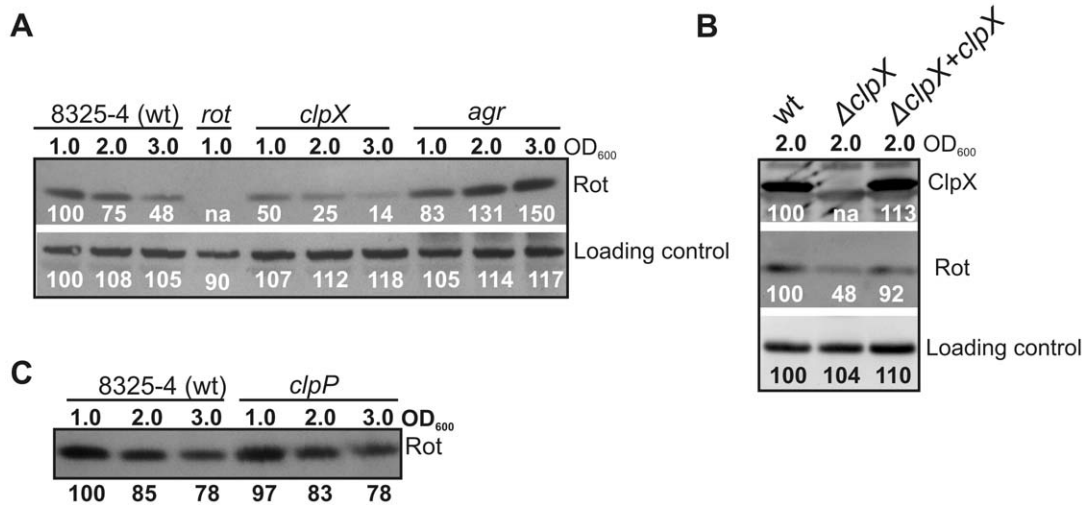 A
8325-4 (wt) rot clpX agr
1.0 2.0 3.0 1.0 1.0 2.0 3.0 1.0 2.0 3.0 OD600
Rot
100 75 48 na 50 25 14 83 131 150
Loading control
100 108 105 90 107 112 118 105 114 117
B
wt ΔclpX ΔclpX+clpX
2.0 2.0 2.0 OD600
ClpX
100 na 113
Rot
100 48 92
Loading control
100 104 110
C
8325-4 (wt) clpP
1.0 2.0 3.0 1.0 2.0 3.0 OD600
Rot
100 85 78 97 83 78